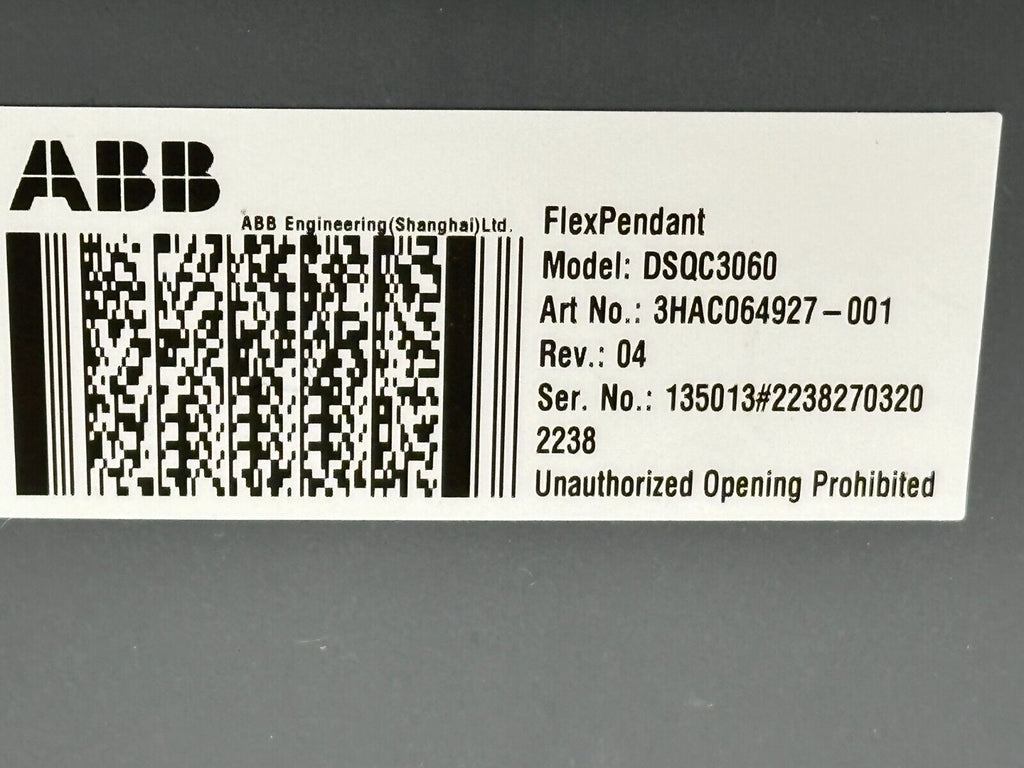 ABB
ABB Engineering(Shanghai)Ltd.
FlexPendant
Model: DSQC3060
Art No.: 3HAC064927-001
Rev.: 04
Ser. No.: 135013#2238270320
2238
Unauthorized Opening Prohibited